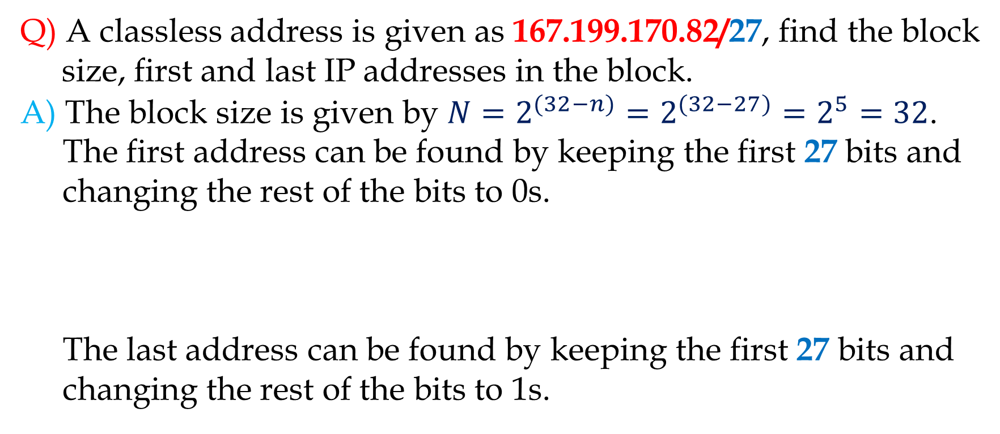 Q) A classless address is given as 167.199.170.82/27, find the block
size, first and last IP addresses in the block.
A) The block size is given by N = 2^(32−n) = 2^(32−27) = 2^5 = 32.
The first address can be found by keeping the first 27 bits and
changing the rest of the bits to 0s.
The last address can be found by keeping the first 27 bits and
changing the rest of the bits to 1s.